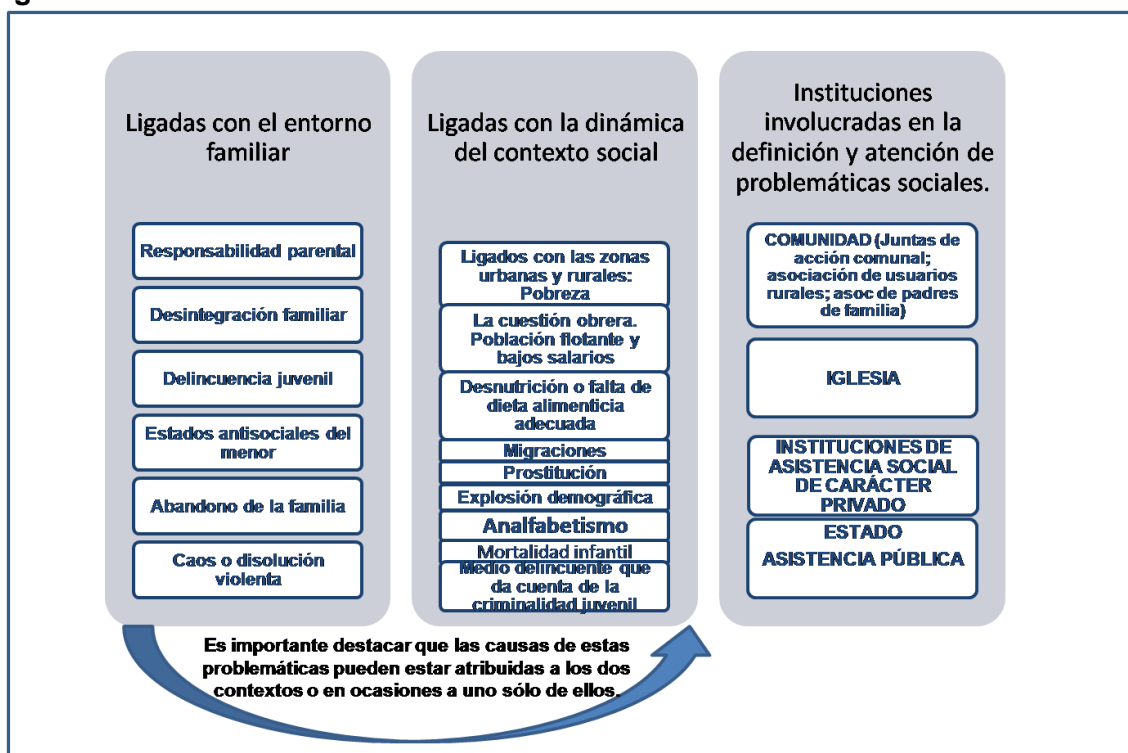 Ligadas con el entorno
familiar
Responsabilidad parental
Desintegración familiar
Delincuencia juvenil
Estados antisociales del
menor
Abandono de la familia
Caos o disolución
violenta
Ligadas con la dinámica
del contexto social
Ligados con las zonas
urbanas y rurales:
Pobreza
La cuestión obrera.
Población flotante y
bajos salarios
Desnutrición o falta de
dieta alimenticia
adecuada
Migraciones
Prostitución
Explosión demográfica
Analfabetismo
Mortalidad infantil
Medio delincuente que
da cuenta de la
criminalidad juvenil
Instituciones
involucradas en la
definición y atención de
problemáticas sociales.
COMUNIDAD (Juntas de
acción comunal;
asociación de usuarios
rurales; asoc de padres
de familia)
IGLESIA
INSTITUCIONES DE
ASISTENCIA SOCIAL
DE CARÁCTER
PRIVADO
ESTADO
ASISTENCIA PÚBLICA
Es importante destacar que las causas de estas
problemáticas pueden estar atribuidas a los dos
contextos o en ocasiones a uno sólo de ellos.